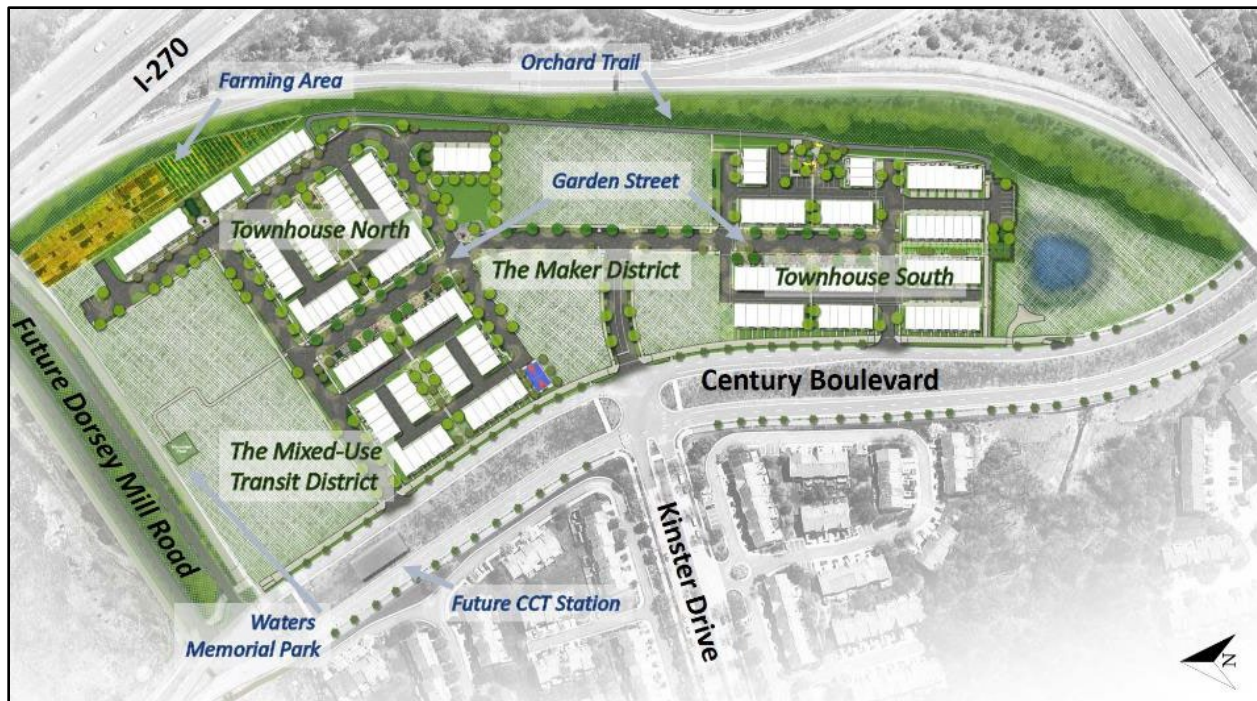 I-270
Farming Area
Orchard Trail
Garden Street
Townhouse North
The Maker District
Townhouse South
Future Dorsey Mill Road
Century Boulevard
The Mixed-Use
Transit District
Kinster Drive
Future CCT Station
Waters
Memorial Park
N